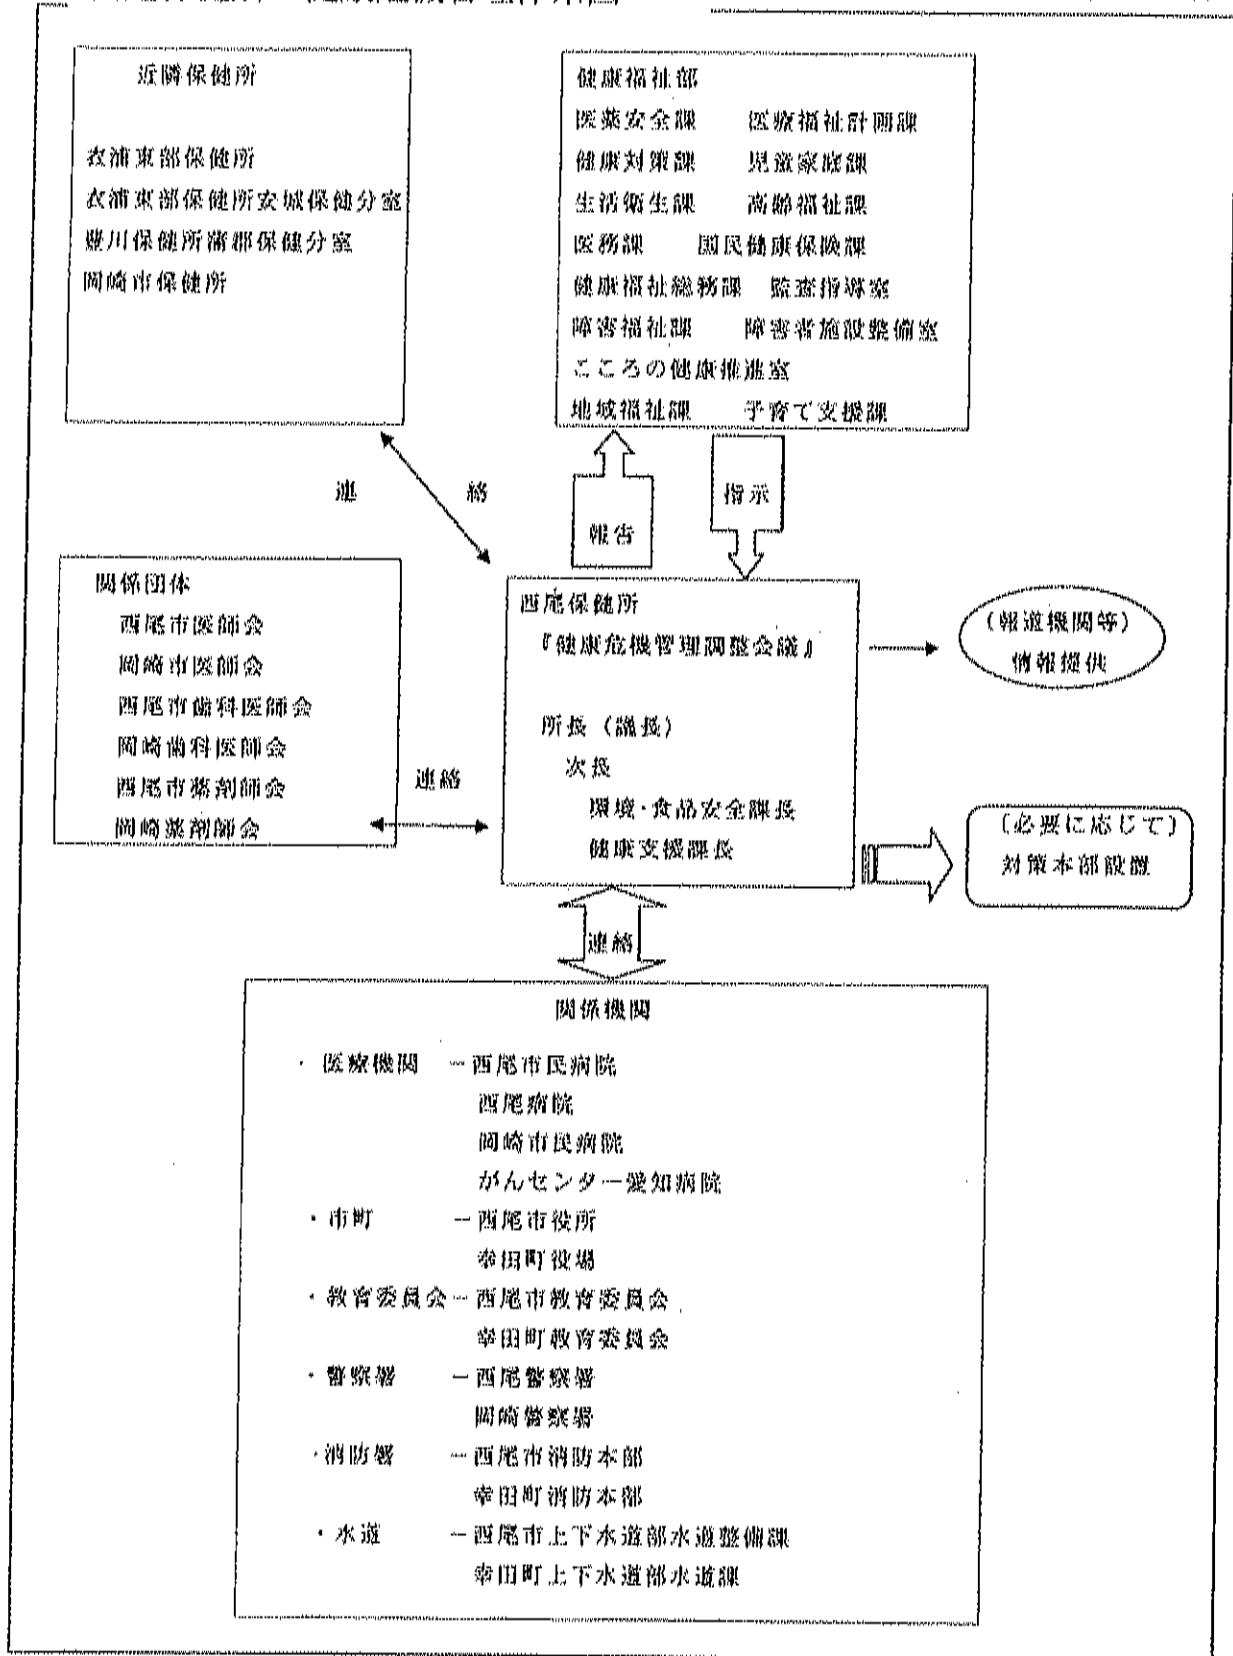 近隣保健所
衣浦東部保健所
衣浦東部保健所安城保健分室
豊川保健所蒲郡保健分室
岡崎市保健所
健康福祉部
医薬安全課　医療福祉計画課
健康対策課　児童家庭課
生活衛生課　高齢福祉課
医務課　国民健康保険課
健康福祉総務課　監査指導室
障害福祉課　障害者施設整備室
こころの健康推進室
地域福祉課　子育て支援課
連　絡
報告
指示
関係団体
西尾市医師会
岡崎市医師会
西尾市歯科医師会
岡崎歯科医師会
西尾市薬剤師会
岡崎薬剤師会
連絡
西尾保健所
『健康危機管理調整会議』
所長（議長）
次長
環境・食品安全課長
健康支援課長
（報道機関等）
情報提供
（必要に応じて）
対策本部設置
連絡
関係機関
・医療機関　－西尾市民病院
西尾病院
岡崎市民病院
がんセンター愛知病院
・市町　－西尾市役所
幸田町役場
・教育委員会－西尾市教育委員会
幸田町教育委員会
・警察署　－西尾警察署
岡崎警察署
・消防署　－西尾市消防本部
幸田町消防本部
・水道　－西尾市上下水道部水道整備課
幸田町上下水道部水道課